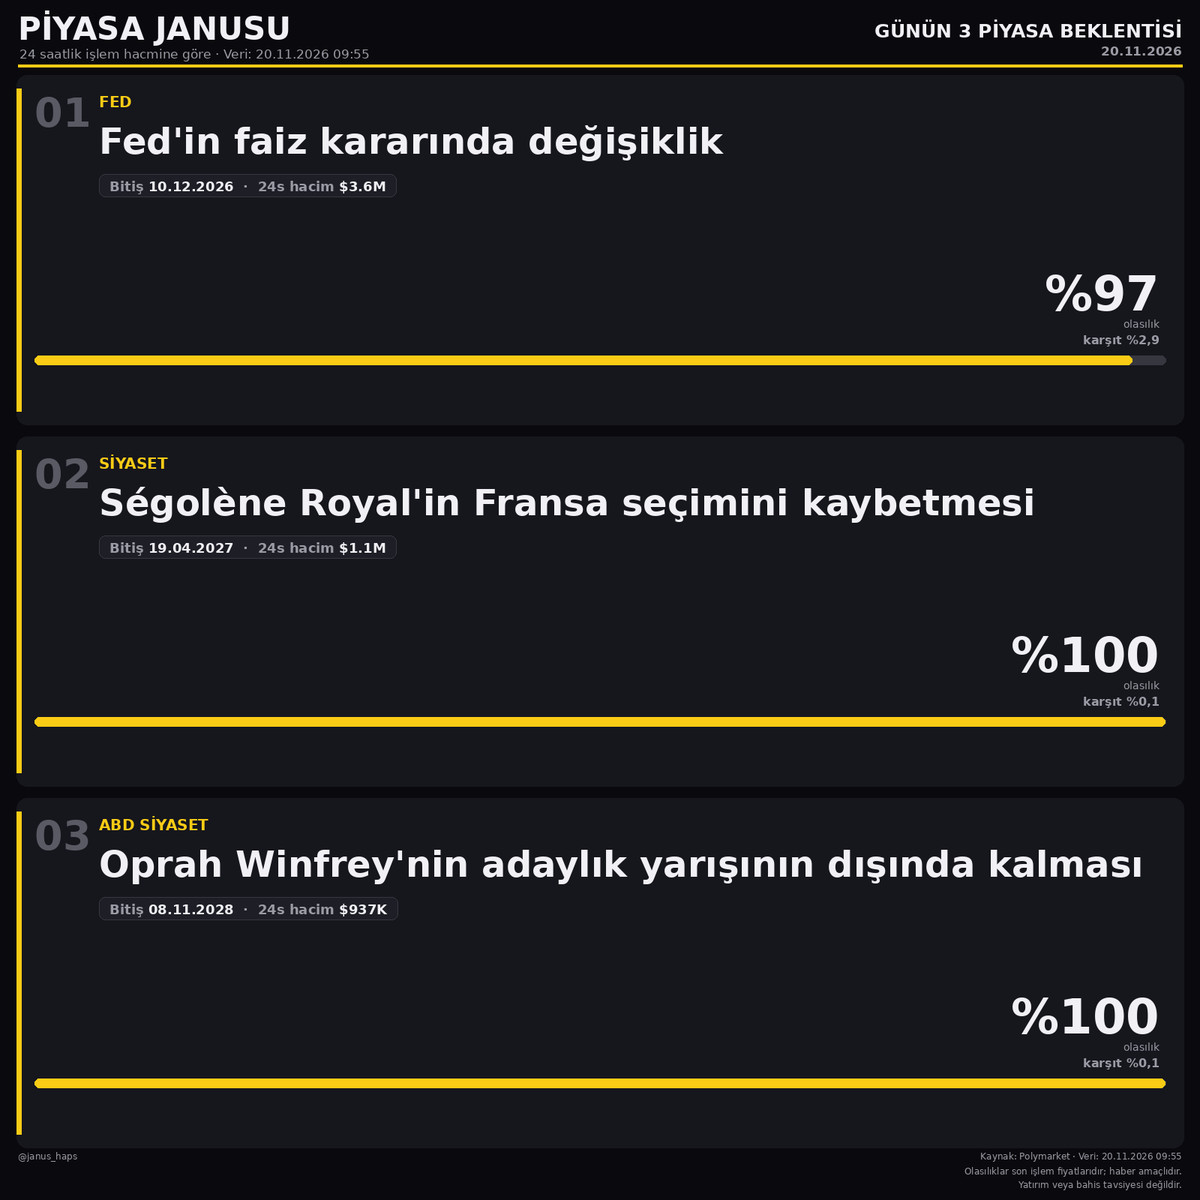 PİYASA JANUSU
24 saatlik işlem hacmine göre · Veri: 20.11.2026 09:55
GÜNÜN 3 PİYASA BEKLENTİSİ
20.11.2026
01
FED
Fed'in faiz kararında değişiklik
Bitiş 10.12.2026 · 24s hacim $3.6M
%97
olasılık
karşıt %2,9
02
SİYASET
Ségolène Royal'in Fransa seçimini kaybetmesi
Bitiş 19.04.2027 · 24s hacim $1.1M
%100
olasılık
karşıt %0,1
03
ABD SİYASET
Oprah Winfrey'nin adaylık yarışının dışında kalması
Bitiş 08.11.2028 · 24s hacim $937K
%100
olasılık
karşıt %0,1
@janus_haps
Kaynak: Polymarket · Veri: 20.11.2026 09:55
Olasılıklar son işlem fiyatlarıdır; haber amaçlıdır.
Yatırım veya bahis tavsiyesi değildir.